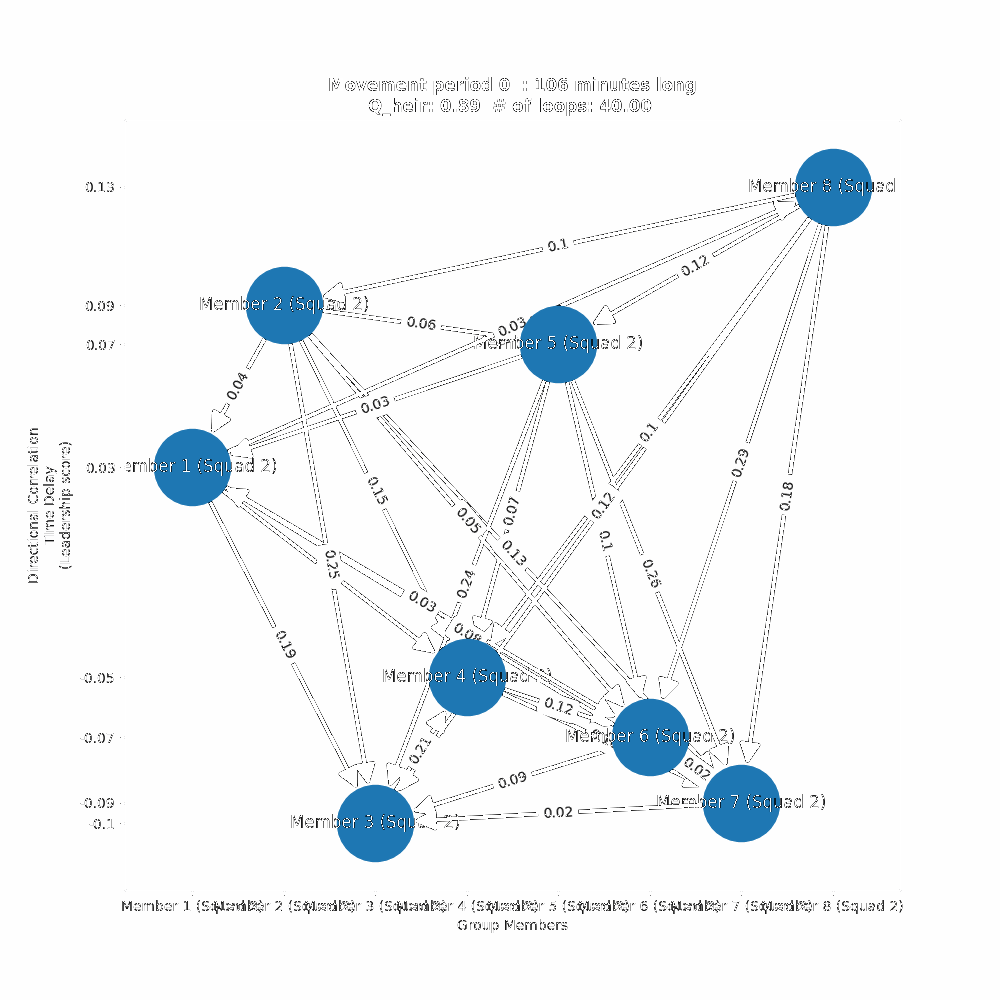 Movement period 0 : 106 minutes long
Q_heir: 0.89 # of loops: 40.00
0.13
Member 8 (Squad
0.1
0.12
0.09
Member 2 (Squad 2)
0.06
0.03
0.07
Member 5 (Squad 2)
0.04
0.03
0.1
0.03
ember 1 (Squad 2)
0.29
0.15
0.18
0.12
0.07
0.05
0.1
0.13
0.25
0.26
0.24
0.03
0.08
0.19
Directional Correlation
Time Delay
(Leadership score)
-0.05
Member 4 (Squad 2)
0.12
-0.07
Member 6 (Squad 2)
0.21
0.02
0.09
-0.09
Member 7 (Squad 2)
0.02
-0.1
Member 3 (Squad 2)
Member 1 (Squad 2) Member 2 (Squad 2) Member 3 (Squad 2) Member 4 (Squad 2) Member 5 (Squad 2) Member 6 (Squad 2) Member 7 (Squad 2) Member 8 (Squad 2)
Group Members